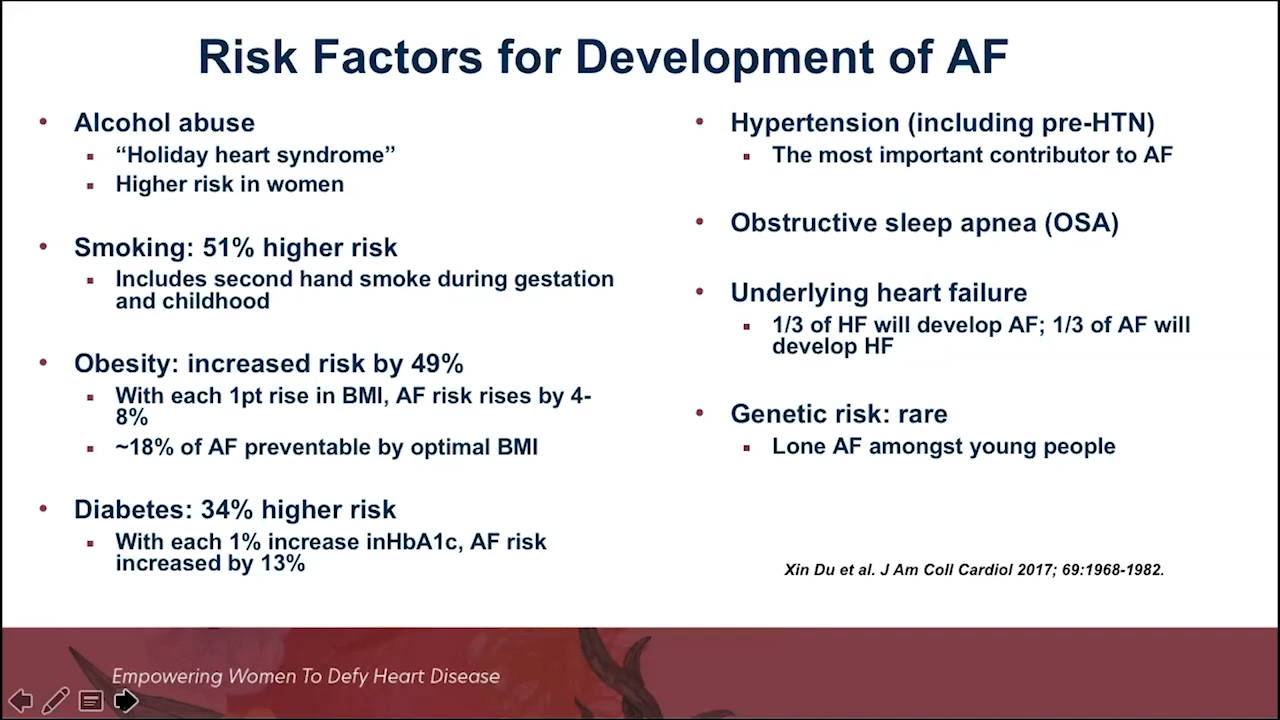 Risk Factors for Development of AF
• Alcohol abuse
▪ “Holiday heart syndrome”
▪ Higher risk in women
• Smoking: 51% higher risk
▪ Includes second hand smoke during gestation
and childhood
• Obesity: increased risk by 49%
▪ With each 1pt rise in BMI, AF risk rises by 4-
8%
▪ ~18% of AF preventable by optimal BMI
• Diabetes: 34% higher risk
▪ With each 1% increase inHbA1c, AF risk
increased by 13%
• Hypertension (including pre-HTN)
▪ The most important contributor to AF
• Obstructive sleep apnea (OSA)
• Underlying heart failure
▪ 1/3 of HF will develop AF; 1/3 of AF will
develop HF
• Genetic risk: rare
▪ Lone AF amongst young people
Xin Du et al. J Am Coll Cardiol 2017; 69:1968-1982.
Empowering Women To Defy Heart Disease